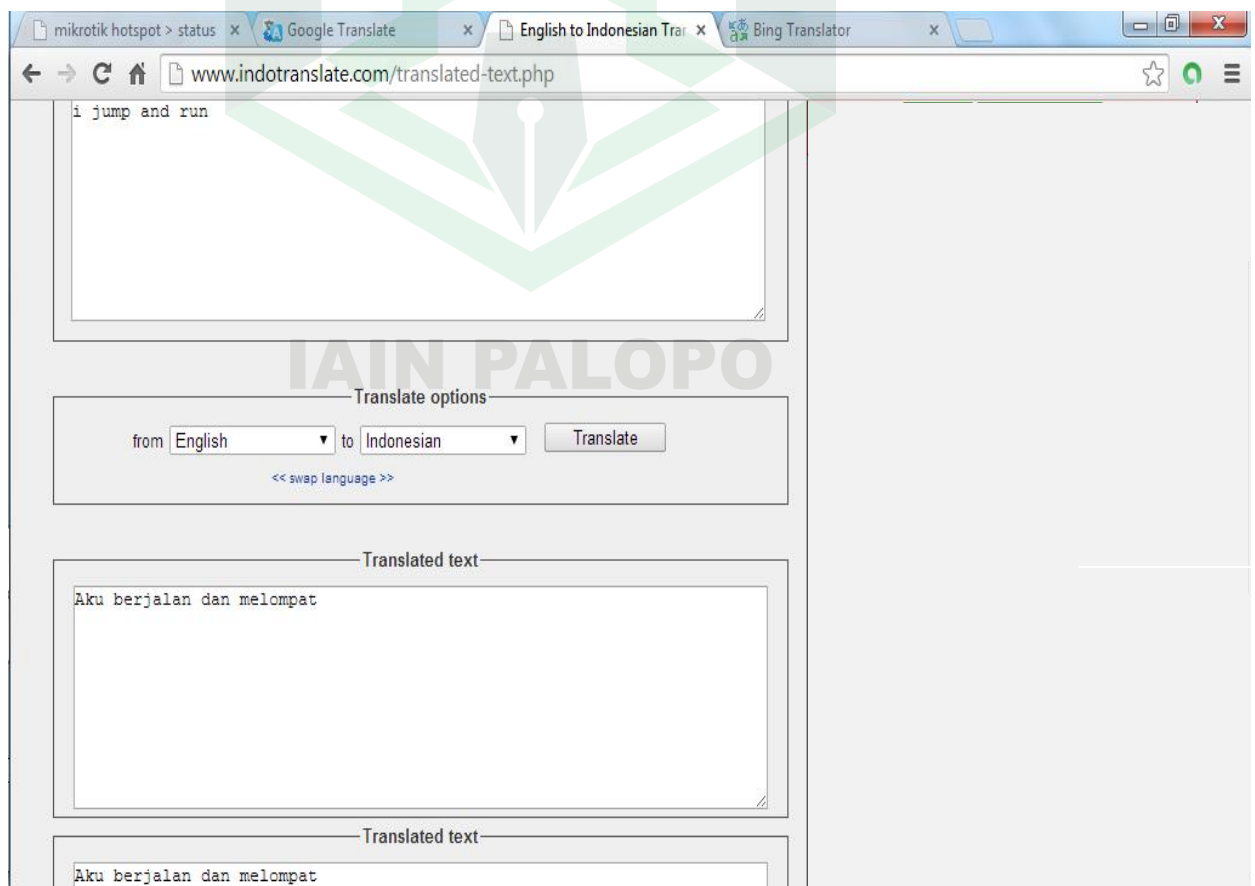 mikrotik hotspot > status
Google Translate
English to Indonesian Tra
Bing Translator
www.indotranslate.com/translated-text.php
i jump and run
IAIN PALOPO
Translate options
from English to Indonesian Translate
<< swap language >>
Translated text
Aku berjalan dan melompat
Translated text
Aku berjalan dan melompat